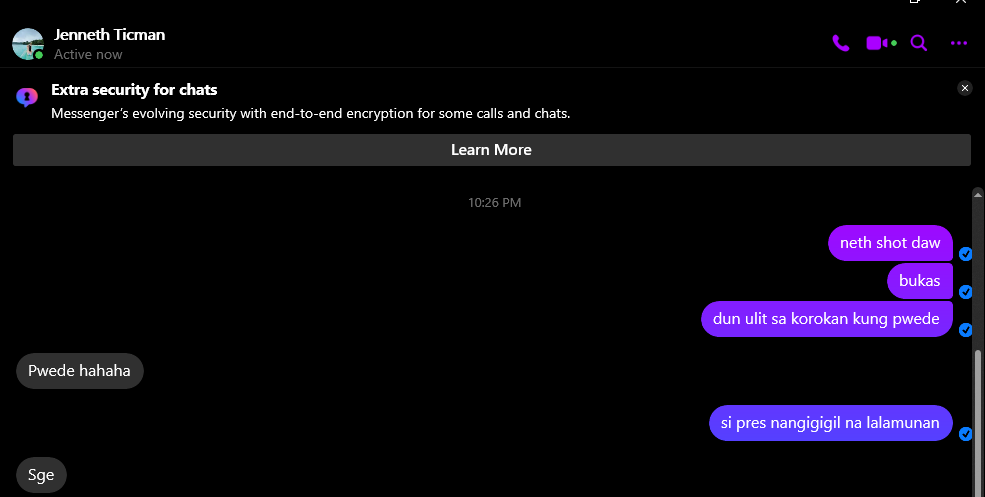 Jenneth Ticman
Active now
Extra security for chats
Messenger's evolving security with end-to-end encryption for some calls and chats.
Learn More
10:26 PM
neth shot daw
bukas
dun ulit sa korokan kung pwede
Pwede hahaha
si pres nangigigil na lalamunan
Sge